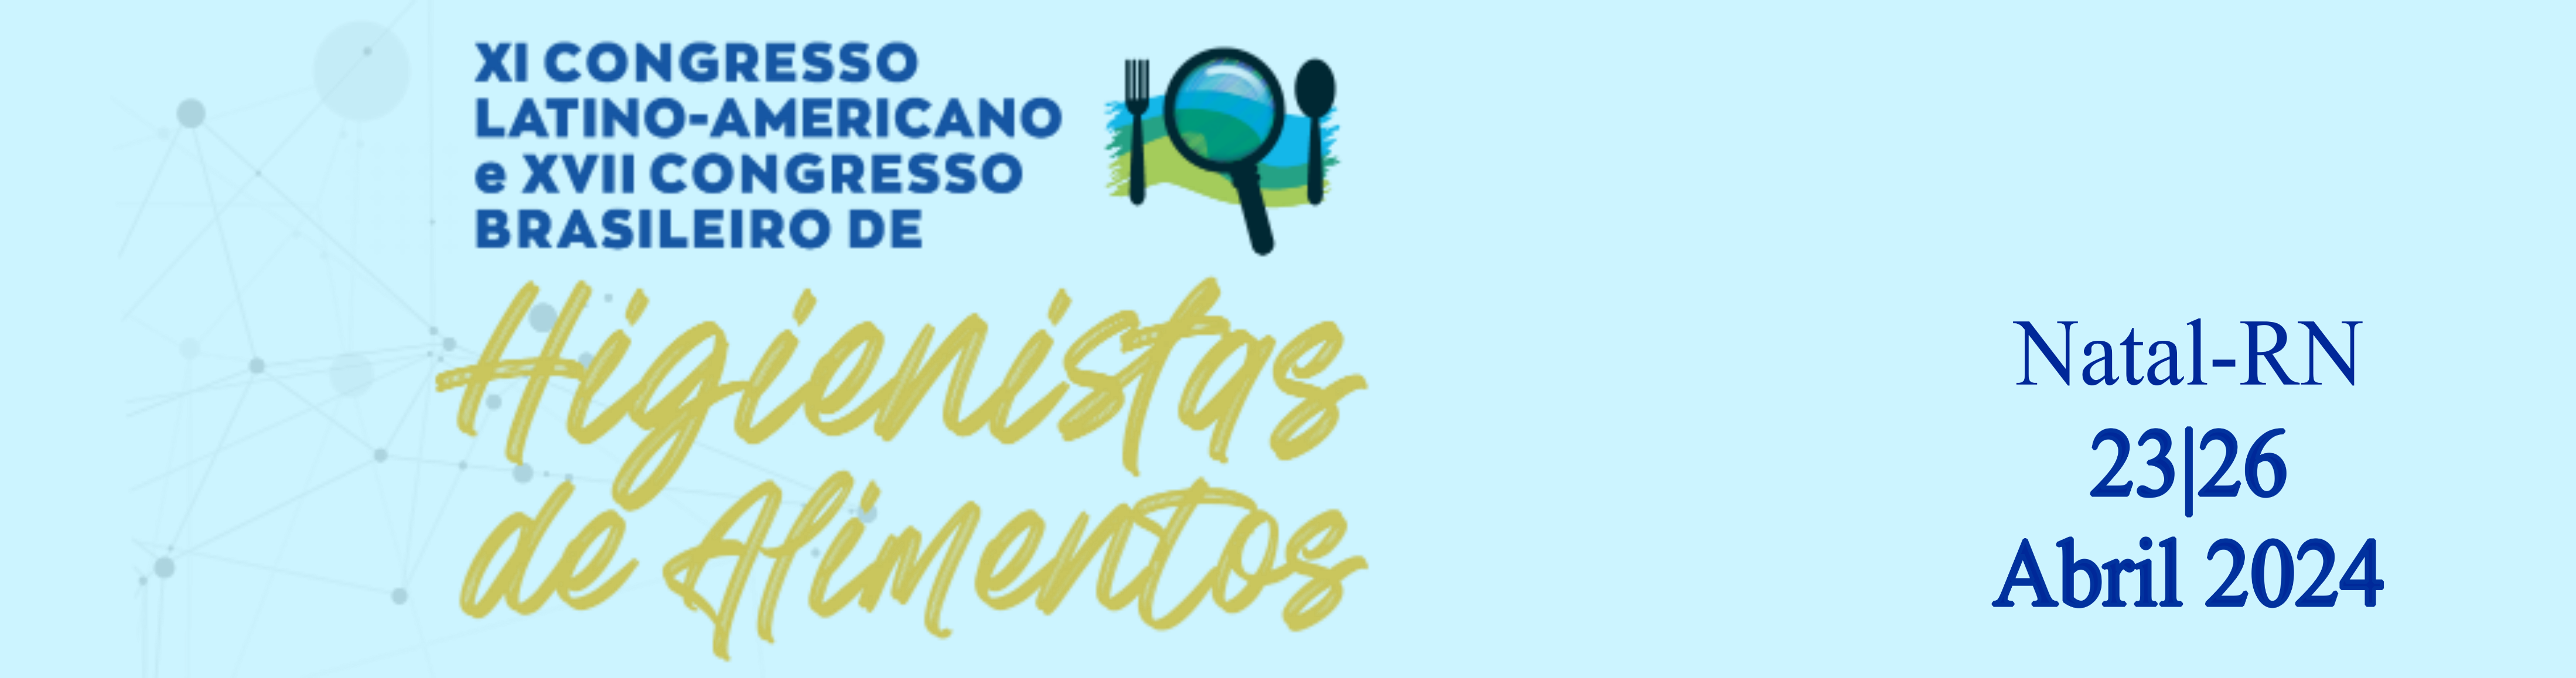 XI CONGRESSO
LATINO-AMERICANO
e XVII CONGRESSO
BRASILEIRO DE
Higienistas
de Alimentos
Natal-RN
23|26
Abril 2024